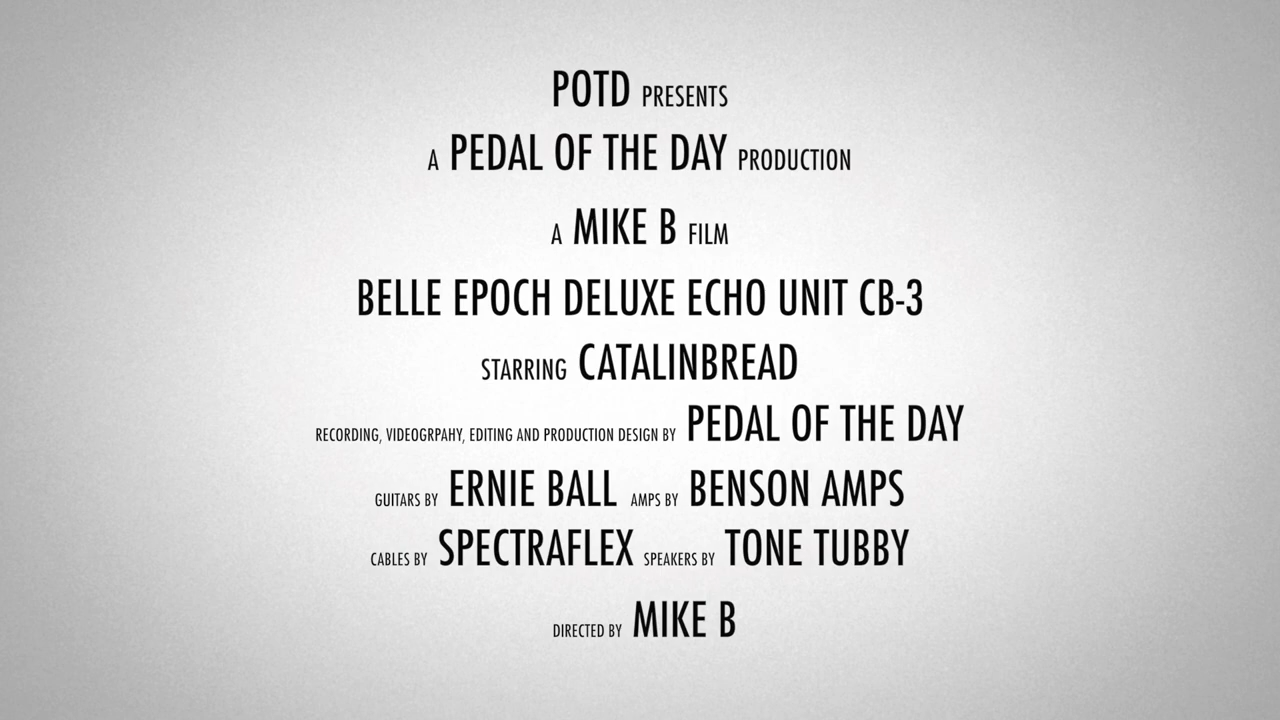 POTD PRESENTS
A PEDAL OF THE DAY PRODUCTION
A MIKE B FILM
BELLE EPOCH DELUXE ECHO UNIT CB-3
STARRING CATALINBREAD
RECORDING, VIDEOGRPAHY, EDITING AND PRODUCTION DESIGN BY PEDAL OF THE DAY
GUITARS BY ERNIE BALL AMPS BY BENSON AMPS
CABLES BY SPECTRAFLEX SPEAKERS BY TONE TUBBY
DIRECTED BY MIKE B